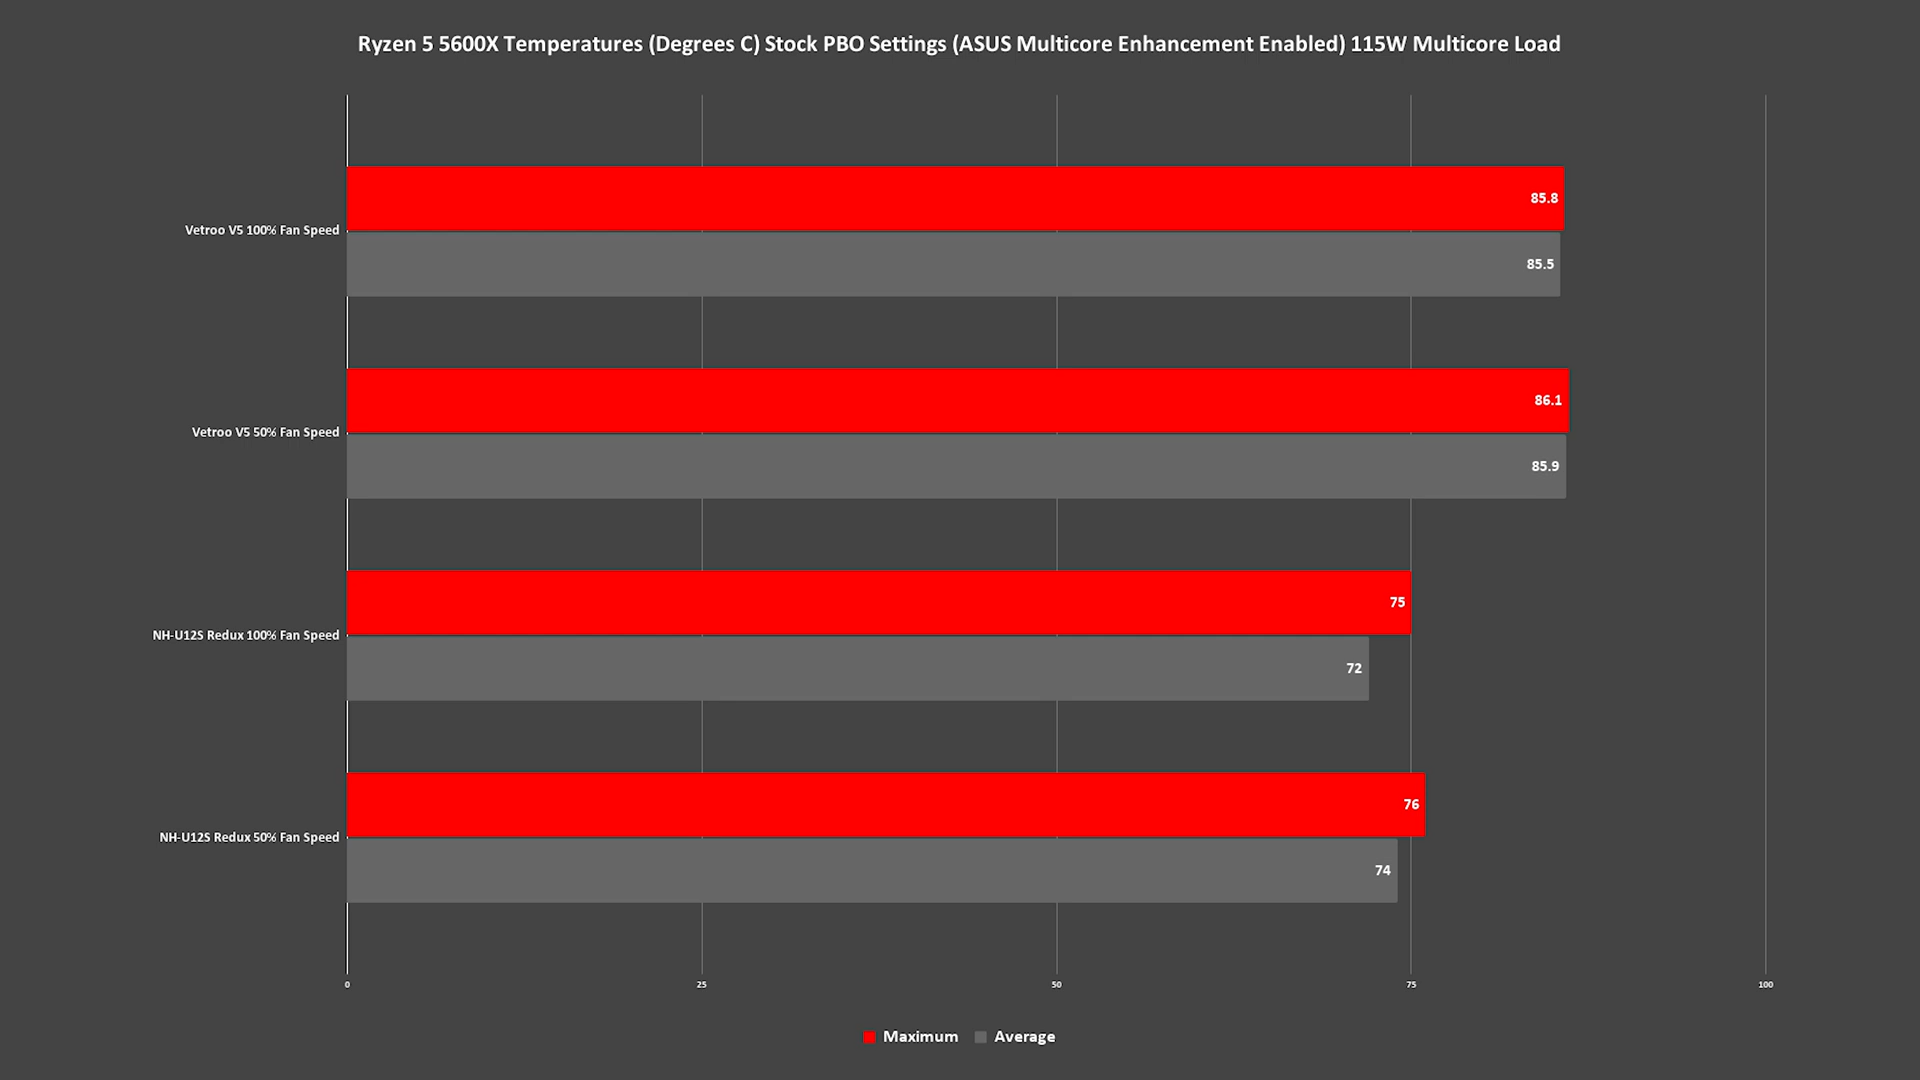 Ryzen 5 5600X Temperatures (Degrees C) Stock PBO Settings (ASUS Multicore Enhancement Enabled) 115W Multicore Load
85.8
Vetroo V5 100% Fan Speed
85.5
86.1
Vetroo V5 50% Fan Speed
85.9
75
NH-U12S Redux 100% Fan Speed
72
76
NH-U12S Redux 50% Fan Speed
74
0 25 50 75 100
Maximum Average